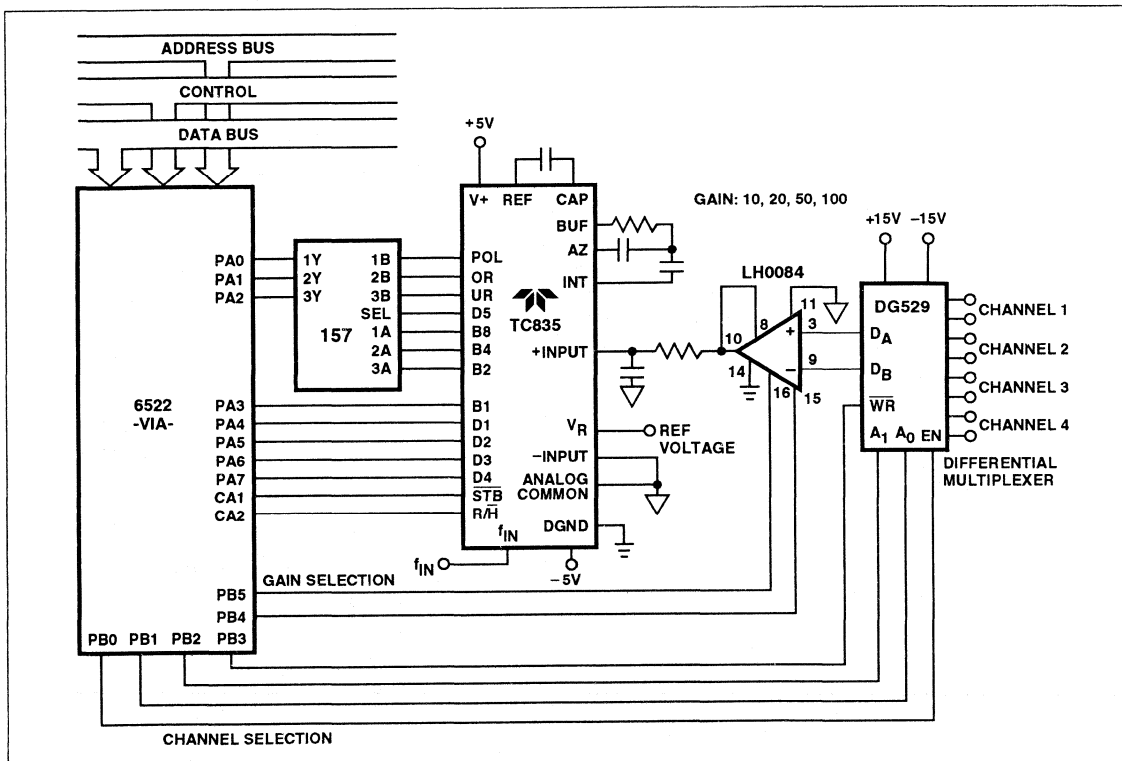 ADDRESS BUS
CONTROL
DATA BUS
+5V
V+ REF CAP
BUF
AZ
INT
GAIN: 10, 20, 50, 100
+15V –15V
LH0084
DG529
CHANNEL 1
CHANNEL 2
CHANNEL 3
CHANNEL 4
DIFFERENTIAL
MULTIPLEXER
DA
DB
WR
A1 A0 EN
11
10 8 + 3
14 – 9
16 15
PA0 1Y 1B POL
PA1 2Y 2B OR
PA2 3Y 3B UR
SEL D5
157 1A B8
2A B4
3A B2
TC835
+INPUT
VR
REF
VOLTAGE
–INPUT
ANALOG
COMMON
DGND
6522
-VIA-
PA3 B1
PA4 D1
PA5 D2
PA6 D3
PA7 D4
CA1 STB
CA2 R/H
fIN
fIN
–5V
GAIN SELECTION
PB5
PB4
PB0 PB1 PB2 PB3
CHANNEL SELECTION